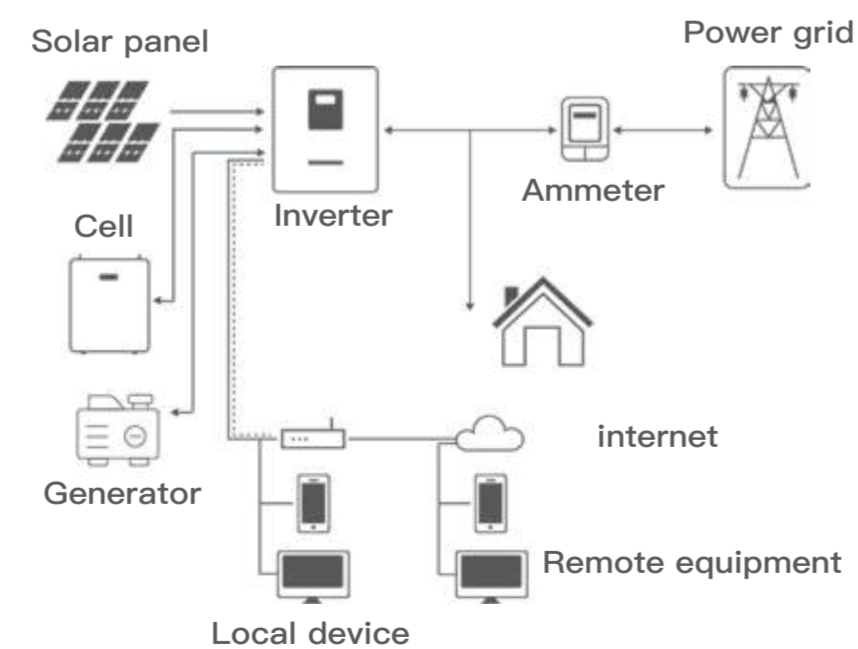 Solar panel
Power grid
Inverter
Ammeter
Cell
Generator
internet
Remote equipment
Local device